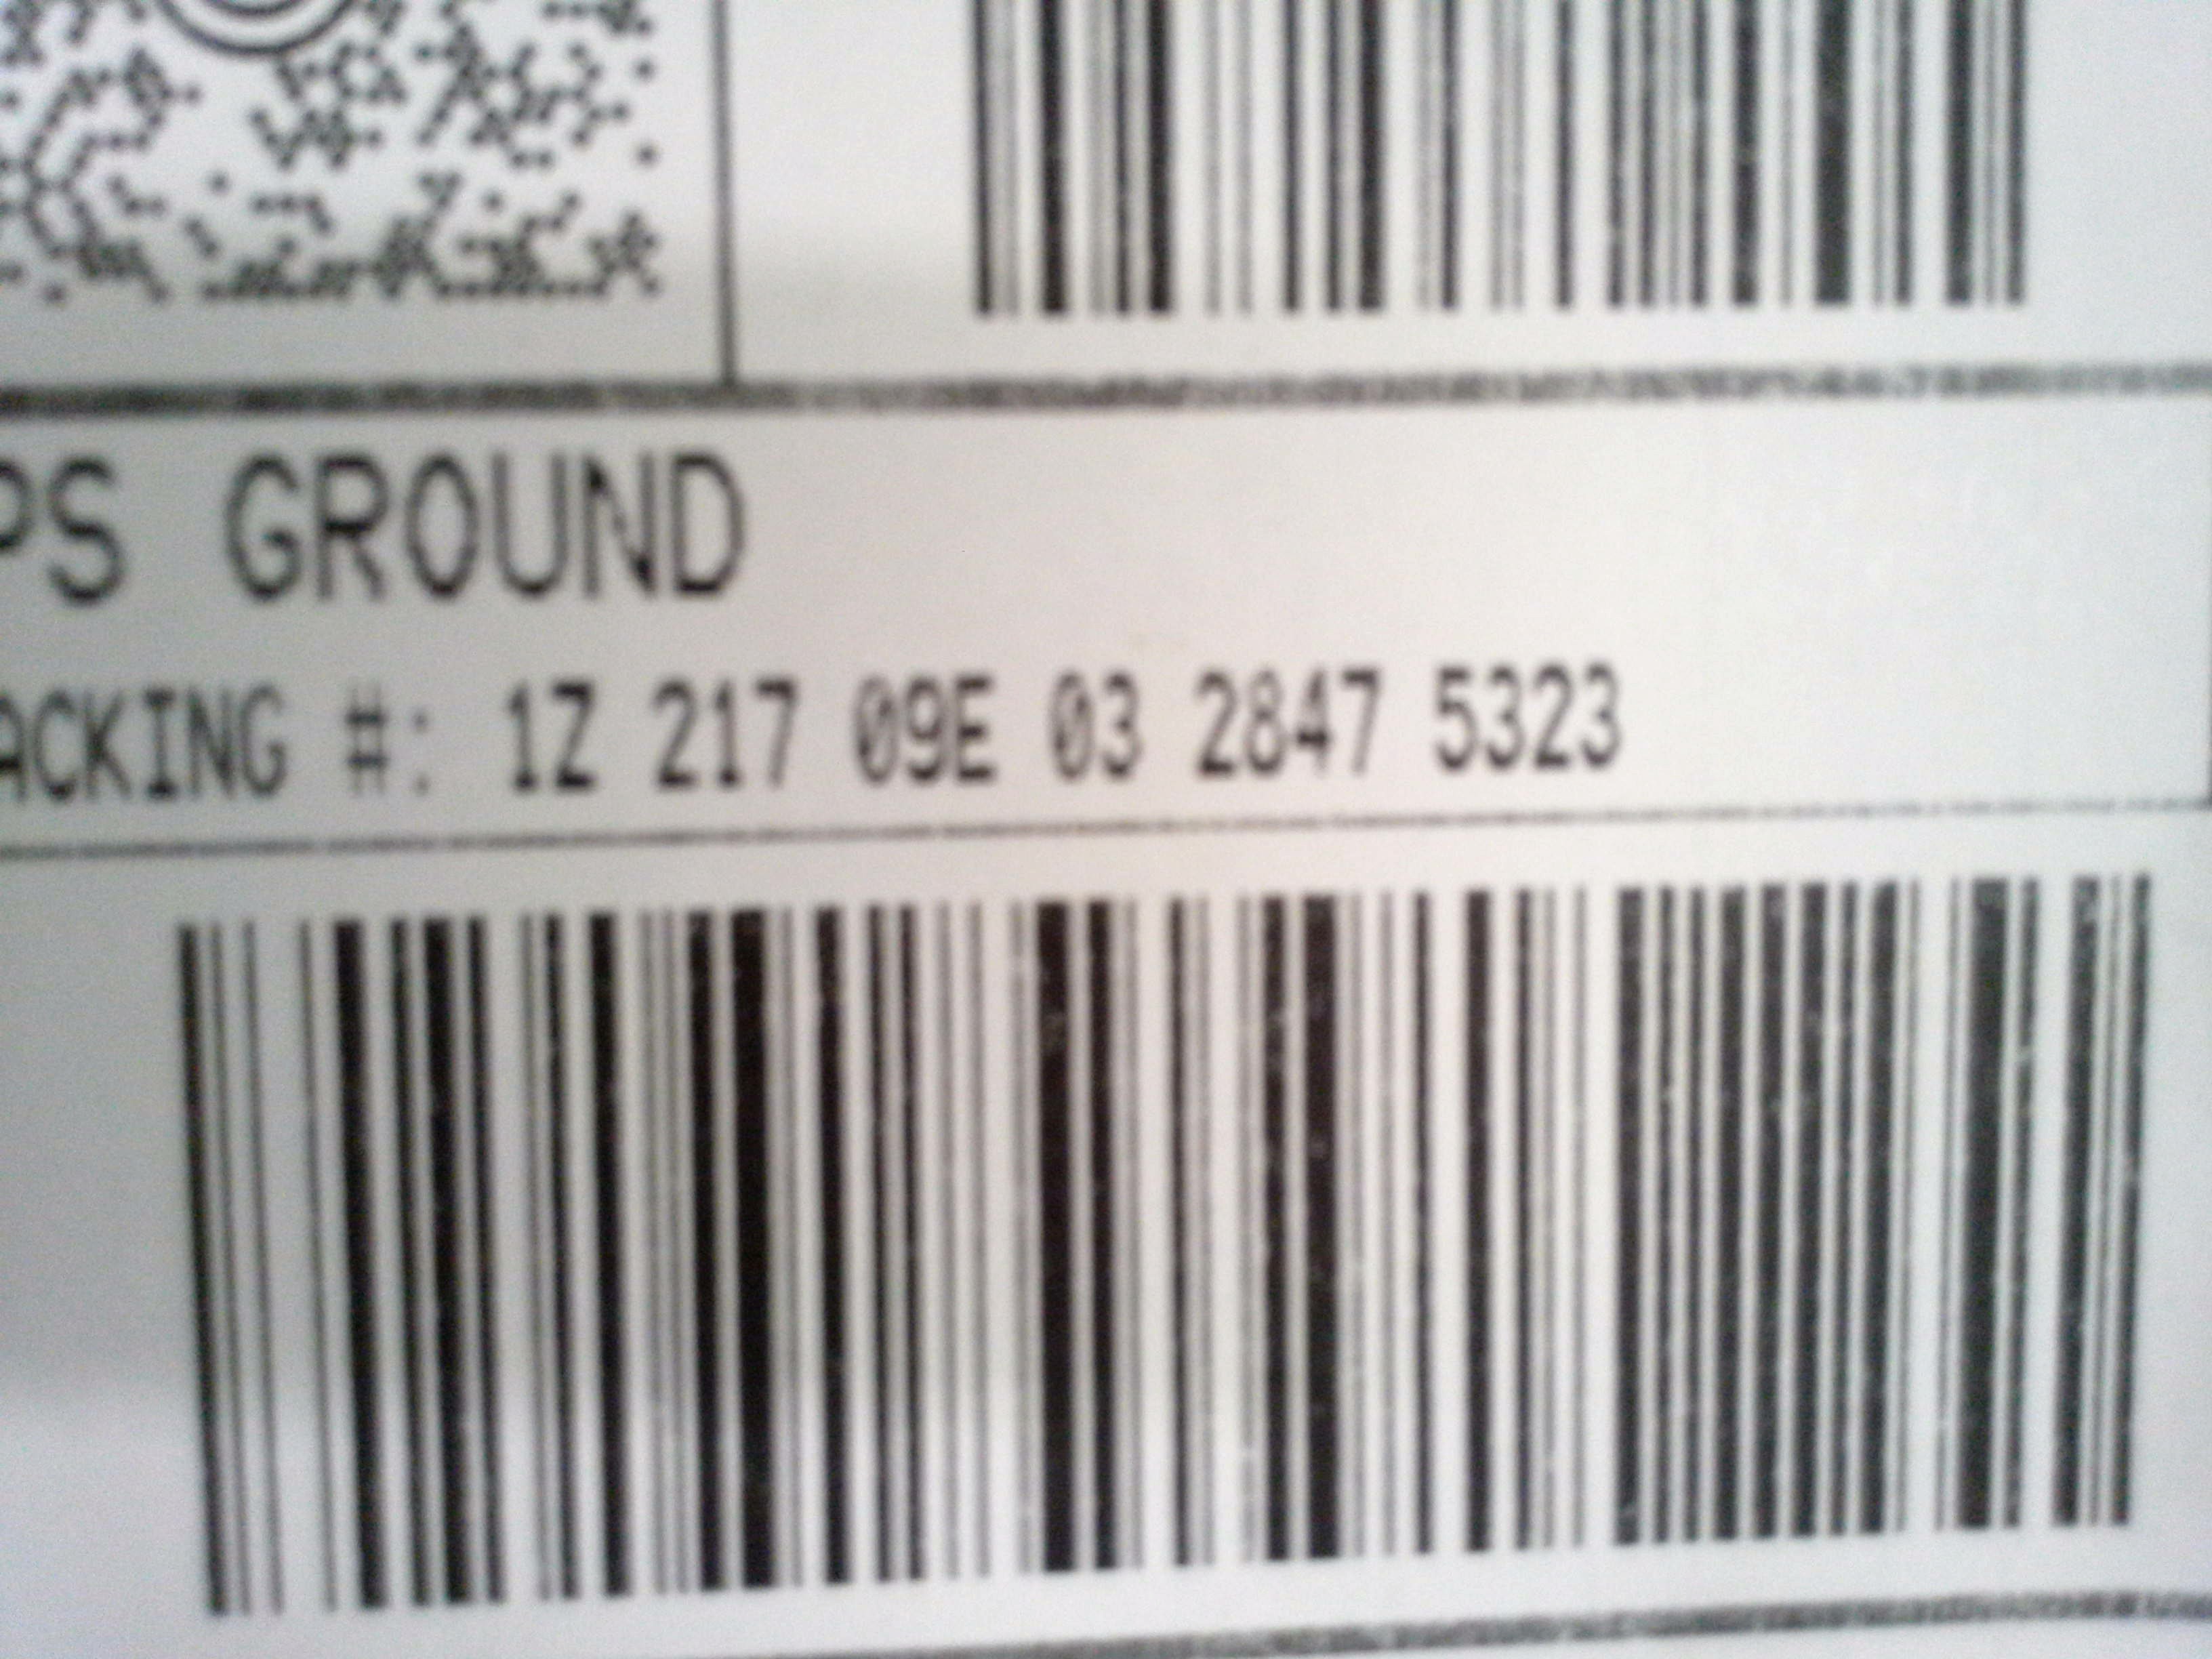 PS GROUND
ACKING #: 1Z 217 09E 03 2847 5323